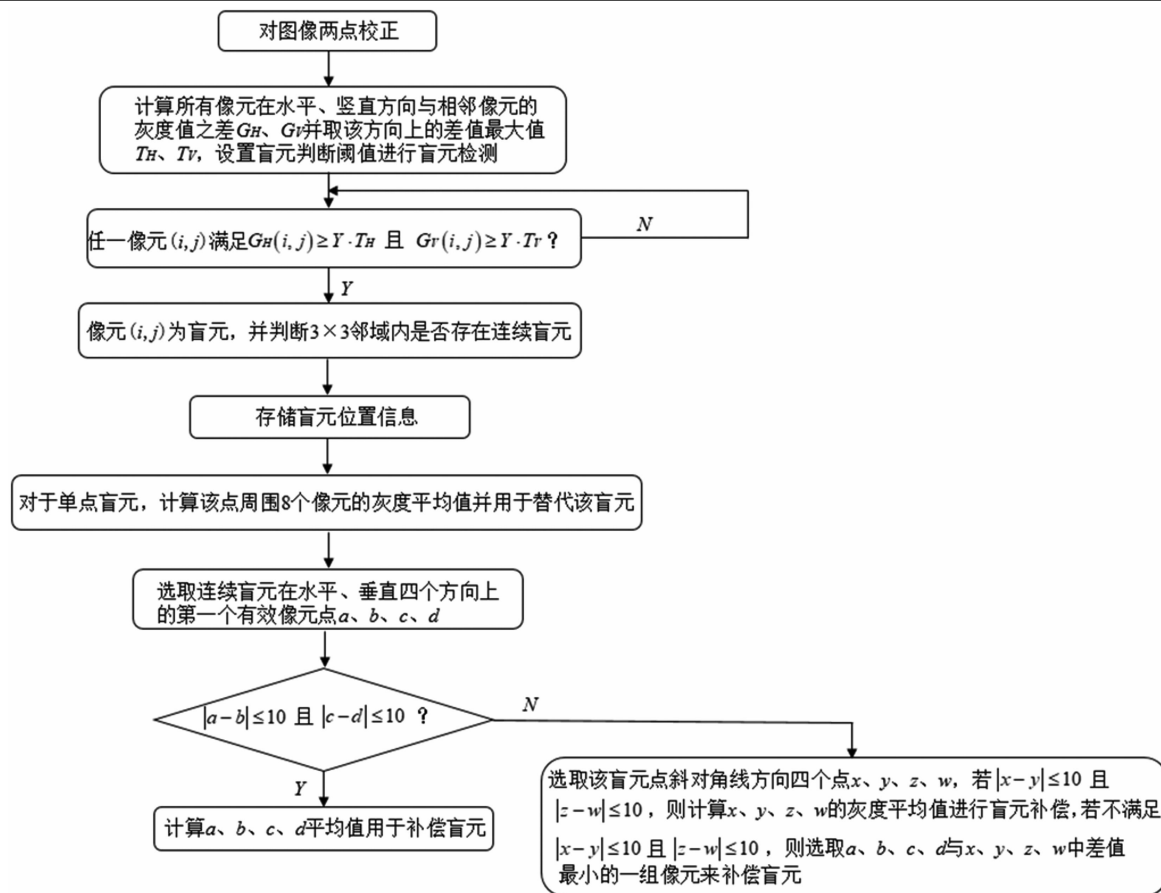 对图像两点校正
计算所有像元在水平、竖直方向与相邻像元的
灰度值之差GH、GV并取该方向上的差值最大值
TH、TV，设置盲元判断阈值进行盲元检测
任一像元(i,j)满足GH(i,j)≥Y·TH 且 GV(i,j)≥Y·TV？
N
Y
像元(i,j)为盲元，并判断3×3邻域内是否存在连续盲元
存储盲元位置信息
对于单点盲元，计算该点周围8个像元的灰度平均值并用于替代该盲元
选取连续盲元在水平、垂直四个方向上
的第一个有效像元点a、b、c、d
|a−b|≤10 且 |c−d|≤10 ？
N
Y
计算a、b、c、d平均值用于补偿盲元
选取该盲元点斜对角线方向四个点x、y、z、w，若|x−y|≤10 且
|z−w|≤10，则计算x、y、z、w的灰度平均值进行盲元补偿,若不满足
|x−y|≤10 且 |z−w|≤10，则选取a、b、c、d与x、y、z、w中差值
最小的一组像元来补偿盲元